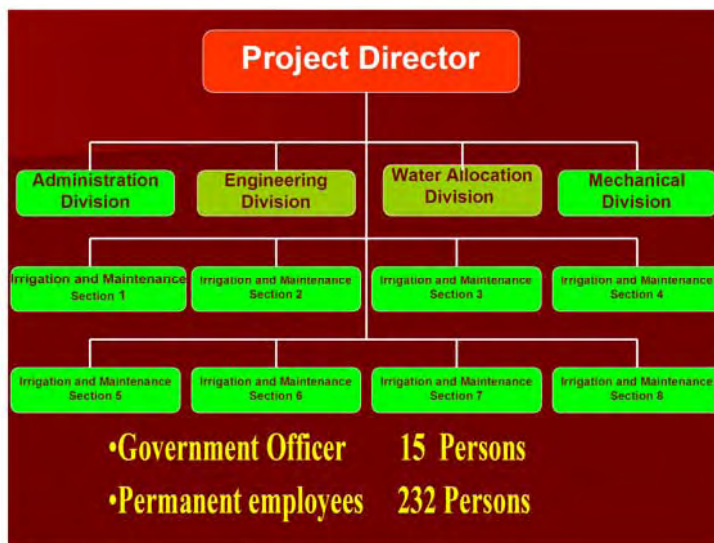 Project Director
Administration
Division
Engineering
Division
Water Allocation
Division
Mechanical
Division
Irrigation and Maintenance
Section 1
Irrigation and Maintenance
Section 2
Irrigation and Maintenance
Section 3
Irrigation and Maintenance
Section 4
Irrigation and Maintenance
Section 5
Irrigation and Maintenance
Section 6
Irrigation and Maintenance
Section 7
Irrigation and Maintenance
Section 8
•Government Officer 15 Persons
•Permanent employees 232 Persons